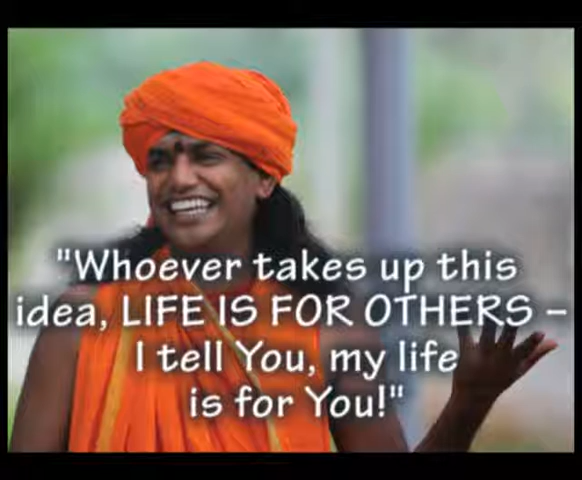 "Whoever takes up this
idea, LIFE IS FOR OTHERS –
I tell You, my life
is for You!"